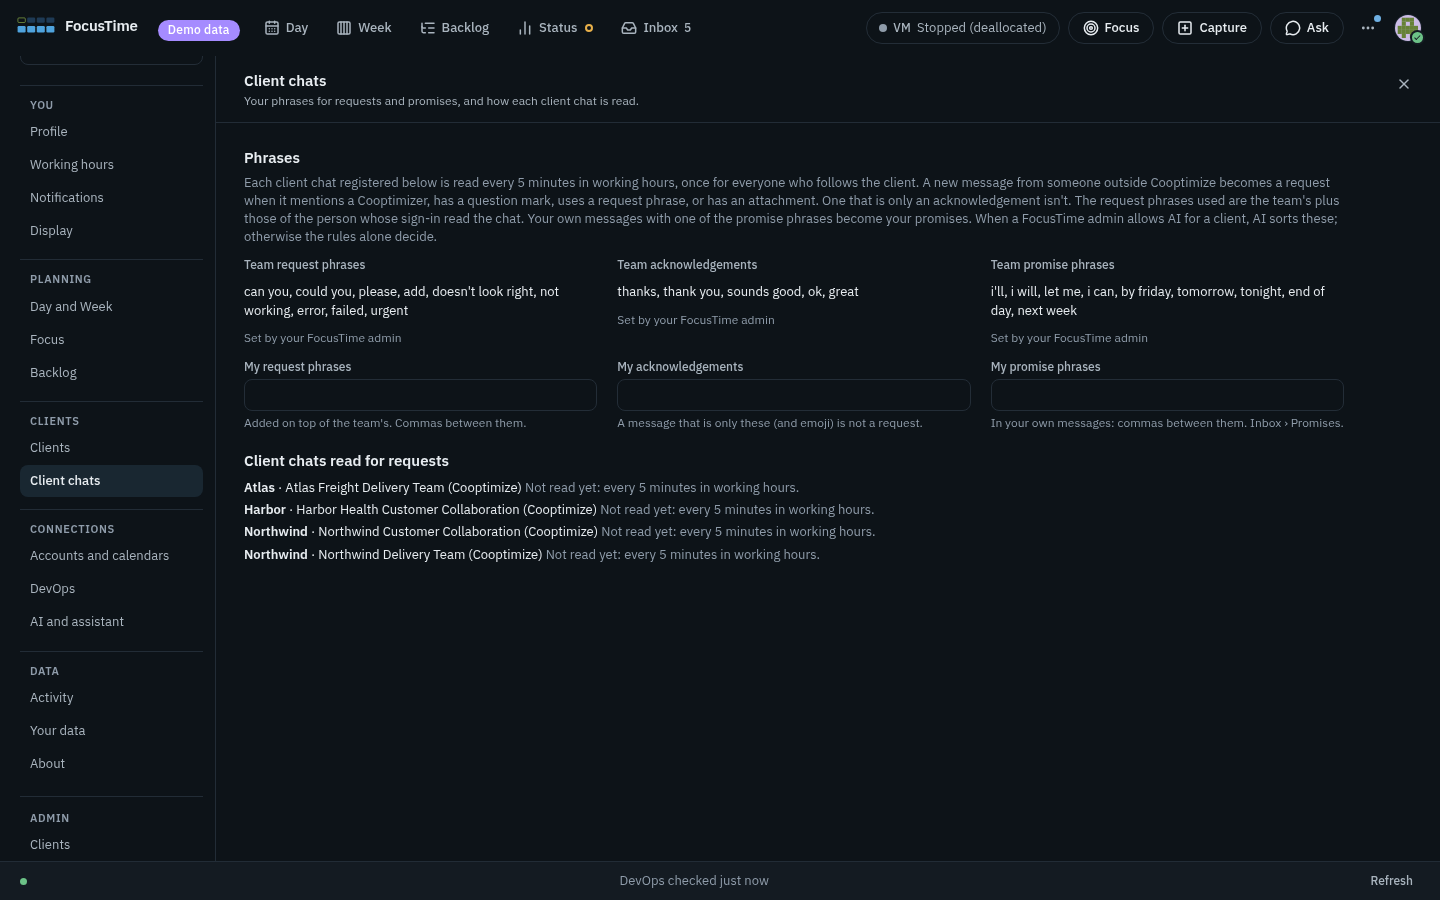 FocusTime
Demo data
Day
Week
Backlog
Status
Inbox 5
VM Stopped (deallocated)
Focus
Capture
Ask
YOU
Profile
Working hours
Notifications
Display
PLANNING
Day and Week
Focus
Backlog
CLIENTS
Clients
Client chats
CONNECTIONS
Accounts and calendars
DevOps
AI and assistant
DATA
Activity
Your data
About
ADMIN
Clients
Client chats
Your phrases for requests and promises, and how each client chat is read.
Phrases
Each client chat registered below is read every 5 minutes in working hours, once for everyone who follows the client. A new message from someone outside Cooptimize becomes a request
when it mentions a Cooptimizer, has a question mark, uses a request phrase, or has an attachment. One that is only an acknowledgement isn't. The request phrases used are the team's plus
those of the person whose sign-in read the chat. Your own messages with one of the promise phrases become your promises. When a FocusTime admin allows AI for a client, AI sorts these;
otherwise the rules alone decide.
Team request phrases
can you, could you, please, add, doesn't look right, not
working, error, failed, urgent
Set by your FocusTime admin
Team acknowledgements
thanks, thank you, sounds good, ok, great
Set by your FocusTime admin
Team promise phrases
i'll, i will, let me, i can, by friday, tomorrow, tonight, end of
day, next week
Set by your FocusTime admin
My request phrases
Added on top of the team's. Commas between them.
My acknowledgements
A message that is only these (and emoji) is not a request.
My promise phrases
In your own messages: commas between them. Inbox › Promises.
Client chats read for requests
Atlas · Atlas Freight Delivery Team (Cooptimize) Not read yet: every 5 minutes in working hours.
Harbor · Harbor Health Customer Collaboration (Cooptimize) Not read yet: every 5 minutes in working hours.
Northwind · Northwind Customer Collaboration (Cooptimize) Not read yet: every 5 minutes in working hours.
Northwind · Northwind Delivery Team (Cooptimize) Not read yet: every 5 minutes in working hours.
DevOps checked just now
Refresh